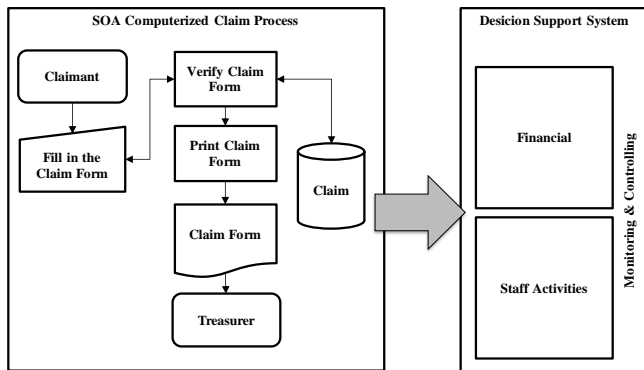 SOA Computerized Claim Process
Claimant
Fill in the
Claim Form
Verify Claim
Form
Print Claim
Form
Claim Form
Treasurer
Claim
Desicion Support System
Financial
Staff Activities
Monitoring & Controlling